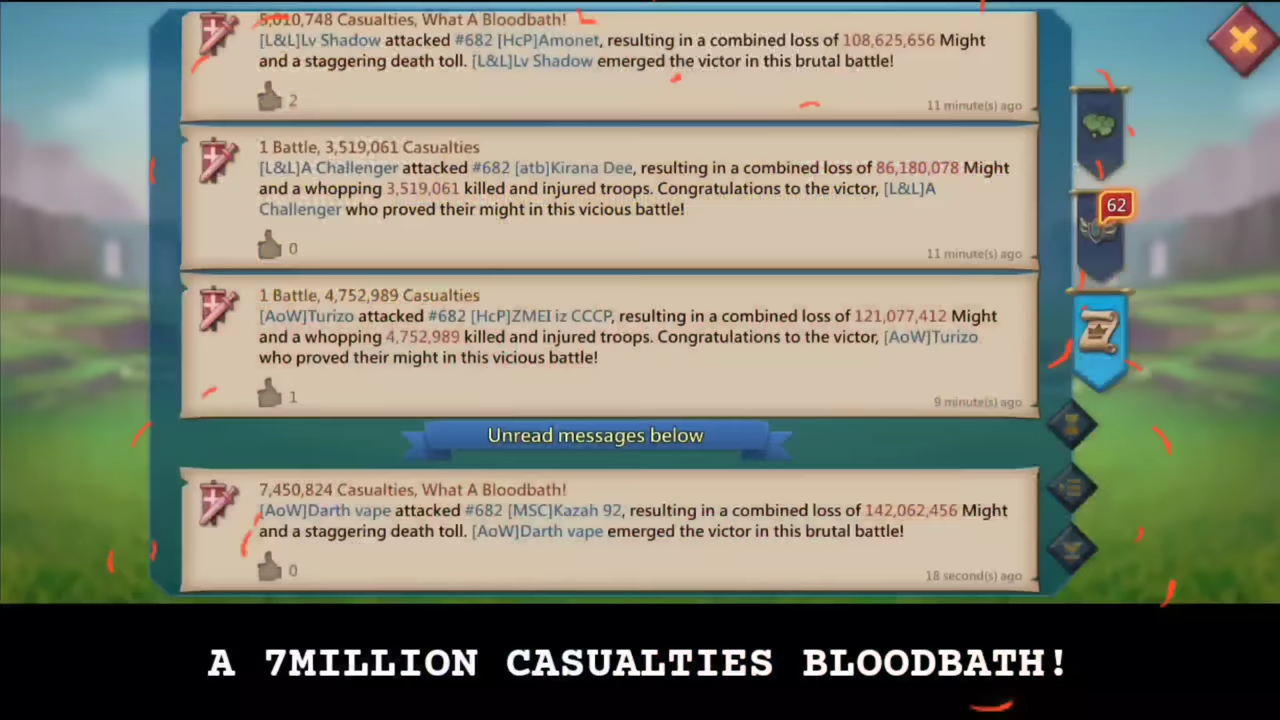 5,010,748 Casualties, What A Bloodbath!
[L&L]Lv Shadow attacked #682 [HcP]Amonet, resulting in a combined loss of 108,625,656 Might
and a staggering death toll. [L&L]Lv Shadow emerged the victor in this brutal battle!
2
11 minute(s) ago
1 Battle, 3,519,061 Casualties
[L&L]A Challenger attacked #682 [atb]Kirana Dee, resulting in a combined loss of 86,180,078 Might
and a whopping 3,519,061 killed and injured troops. Congratulations to the victor, [L&L]A
Challenger who proved their might in this vicious battle!
0
11 minute(s) ago
62
1 Battle, 4,752,989 Casualties
[AoW]Turizo attacked #682 [HcP]ZMEI iz CCCP, resulting in a combined loss of 121,077,412 Might
and a whopping 4,752,989 killed and injured troops. Congratulations to the victor, [AoW]Turizo
who proved their might in this vicious battle!
1
9 minute(s) ago
Unread messages below
7,450,824 Casualties, What A Bloodbath!
[AoW]Darth vape attacked #682 [MSC]Kazah 92, resulting in a combined loss of 142,062,456 Might
and a staggering death toll. [AoW]Darth vape emerged the victor in this brutal battle!
0
18 second(s) ago
A 7MILLION CASUALTIES BLOODBATH!